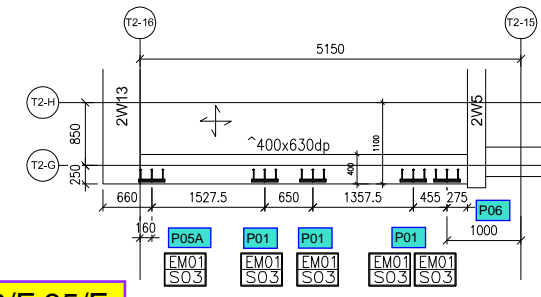 T2-16
T2-15
5150
2W13
2W5
T2-H
850
^400x630dp
1100
400
T2-G
250
660
1527.5
650
1357.5
455
275
160
P05A
P01
P01
P01
P06
1000
EM01
S03
EM01
S03
EM01
S03
EM01
S03
EM01
S03